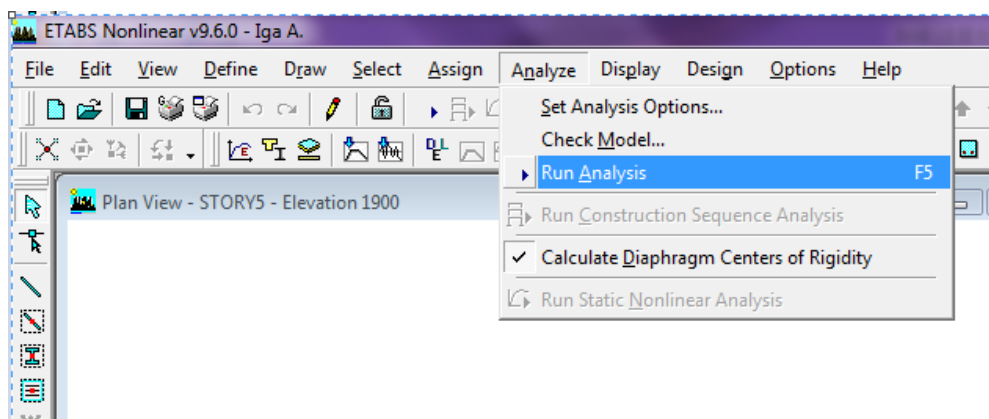 ETABS Nonlinear v9.6.0 - Iga A.
File Edit View Define Draw Select Assign Analyze Display Design Options Help
Set Analysis Options...
Check Model...
Run Analysis F5
Plan View - STORY5 - Elevation 1900
Run Construction Sequence Analysis
Calculate Diaphragm Centers of Rigidity
Run Static Nonlinear Analysis